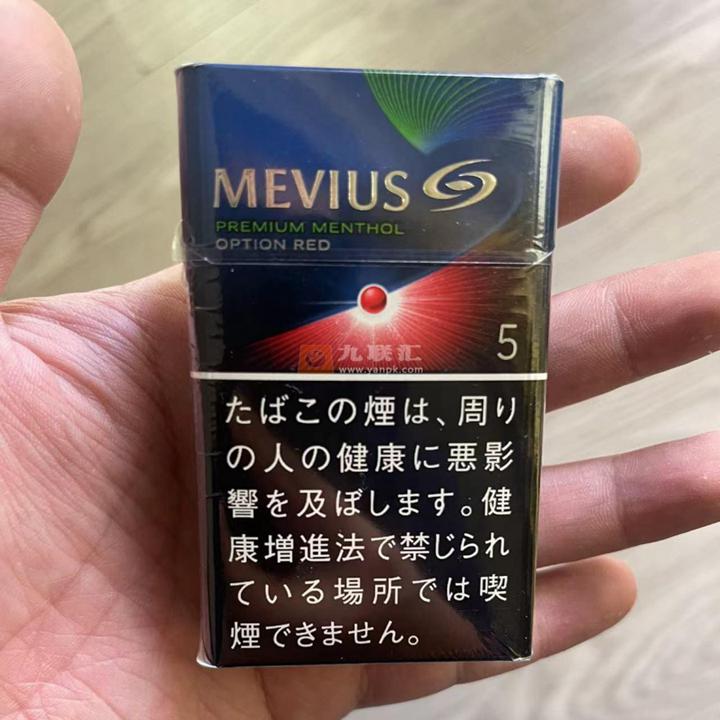 MEVIUS
PREMIUM MENTHOL
OPTION RED
5
九联汇
www.yanpk.com
たばこの煙は、周り
の人の健康に悪影
響を及ぼします。健
康増進法で禁じられ
ている場所では喫
煙できません。